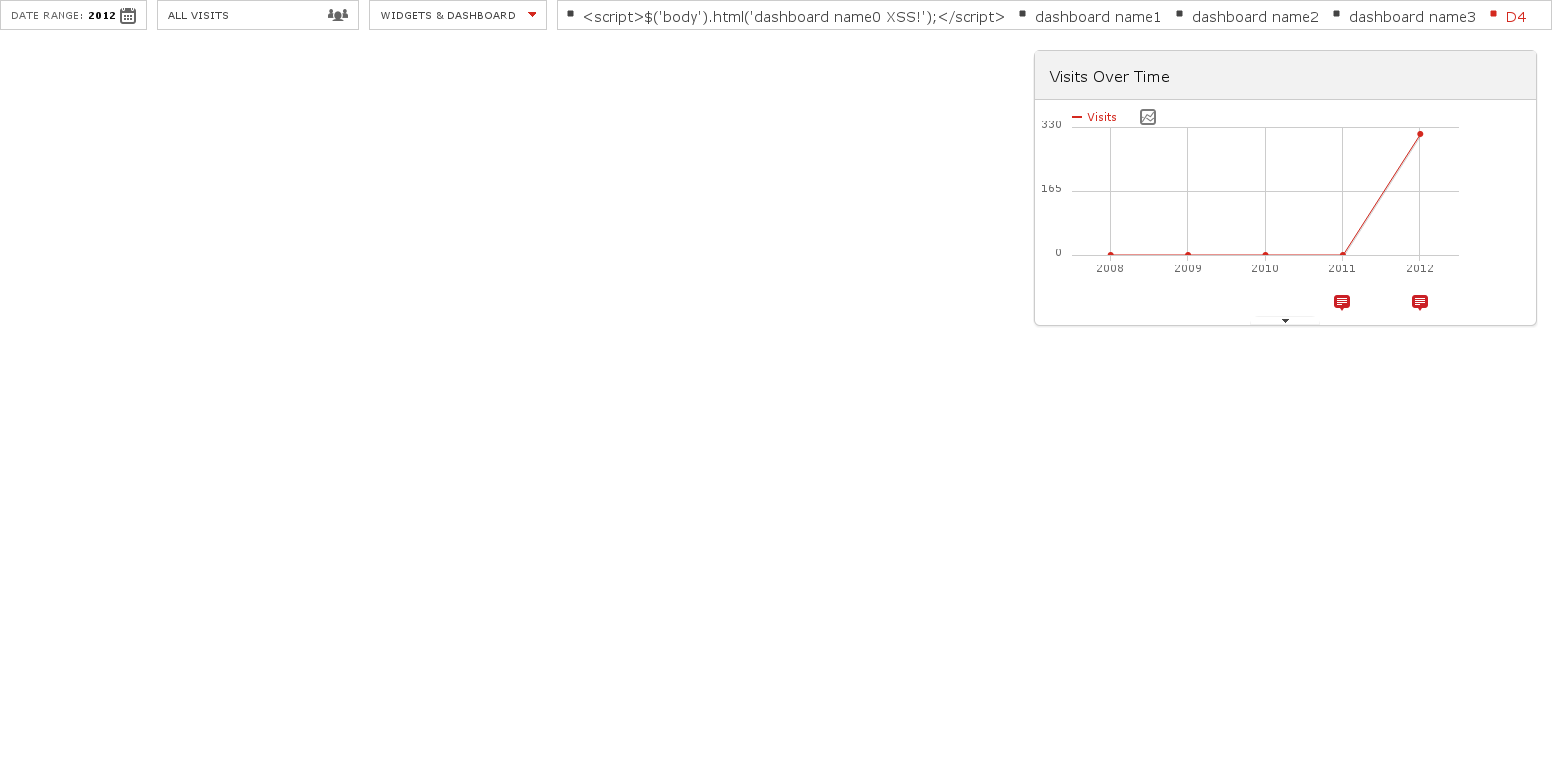 DATE RANGE: 2012
ALL VISITS
WIDGETS & DASHBOARD
<script>$('body').html('dashboard name0 XSS!');</script>
dashboard name1
dashboard name2
dashboard name3
D4
Visits Over Time
Visits
330
165
0
2008 2009 2010 2011 2012